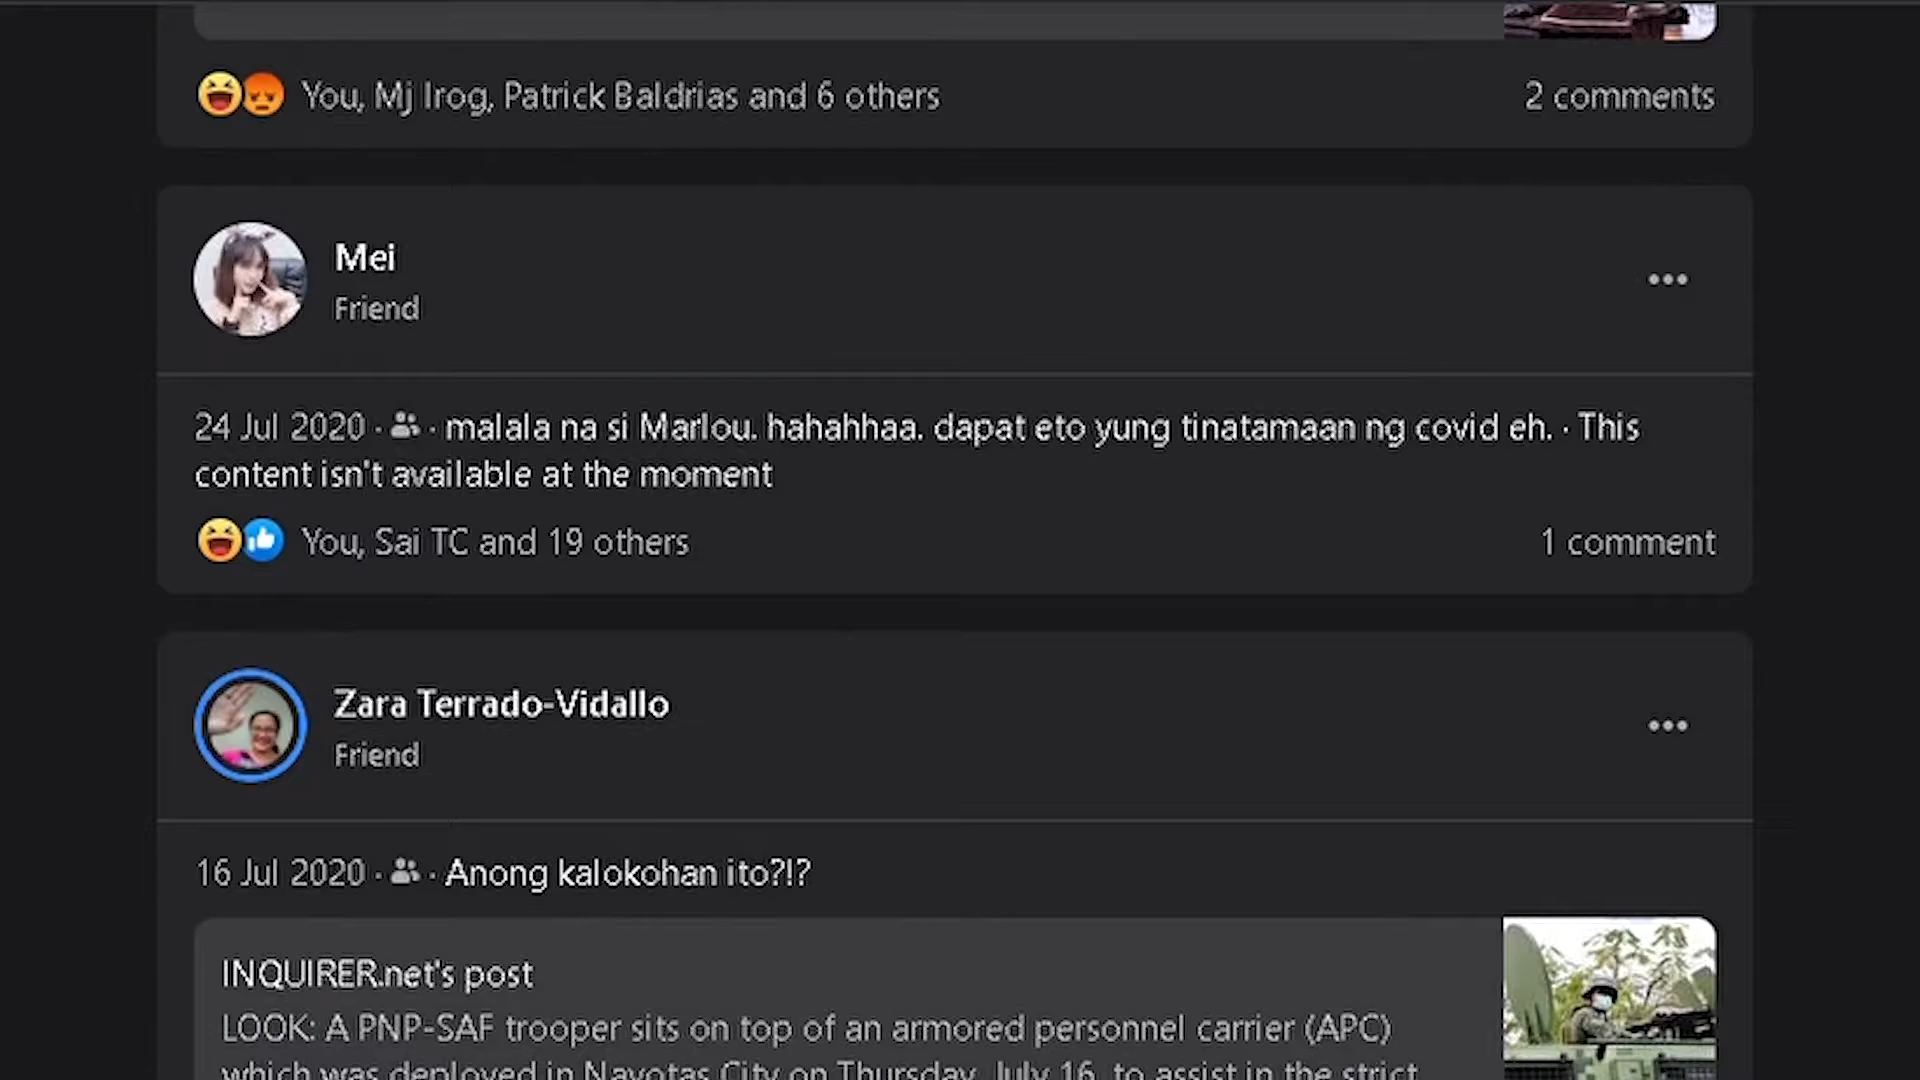 You, Mj Irog, Patrick Baldrias and 6 others
2 comments
Mei
Friend
24 Jul 2020 · · malala na si Marlou. hahahhaa. dapat eto yung tinatamaan ng covid eh. · This
content isn't available at the moment
You, Sai TC and 19 others
1 comment
Zara Terrado-Vidallo
Friend
16 Jul 2020 · · Anong kalokohan ito?!?
INQUIRER.net's post
LOOK: A PNP-SAF trooper sits on top of an armored personnel carrier (APC)
which was deployed in Navotas City on Thursday, July 16, to assist in the strict